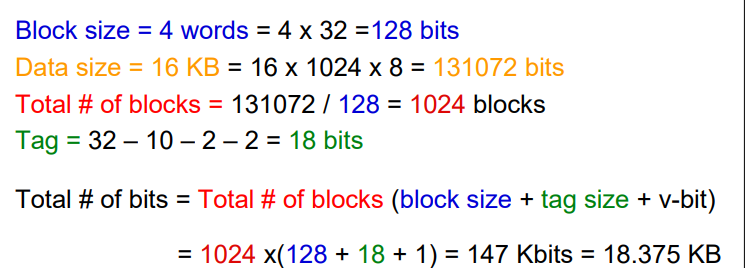 Block size = 4 words = 4 x 32 =128 bits
Data size = 16 KB = 16 x 1024 x 8 = 131072 bits
Total # of blocks = 131072 / 128 = 1024 blocks
Tag = 32 – 10 – 2 – 2 = 18 bits
Total # of bits = Total # of blocks (block size + tag size + v-bit)
= 1024 x(128 + 18 + 1) = 147 Kbits = 18.375 KB